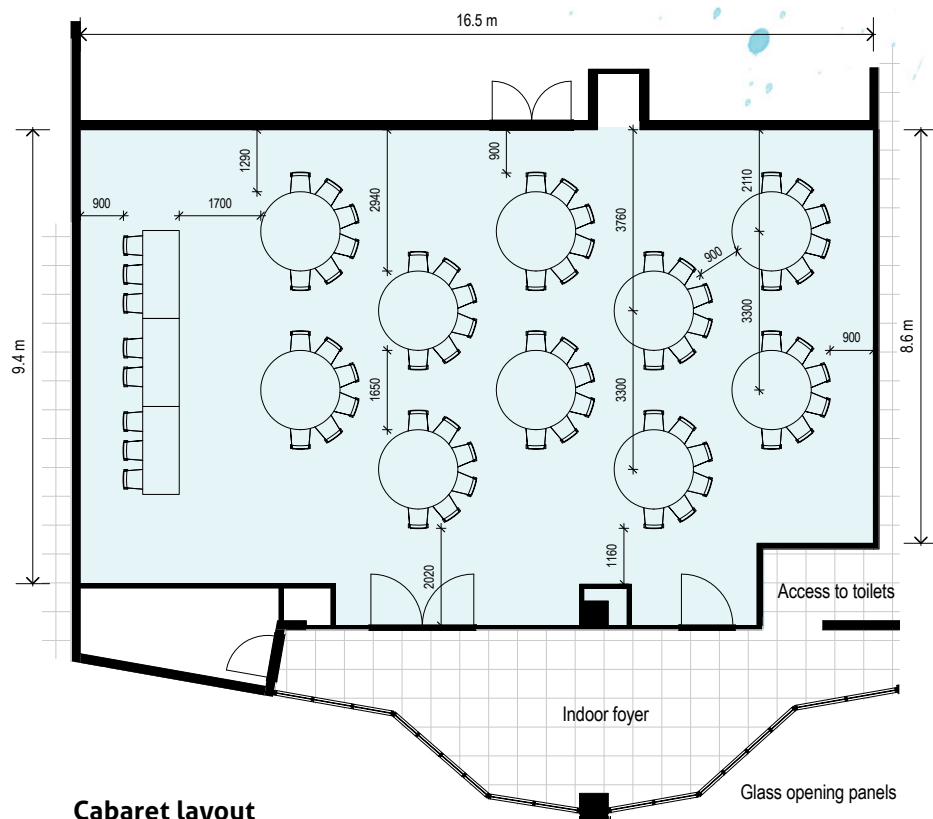 16.5 m
1290
2940
900
3760
2110
900
1700
900
9.4 m
3300
900
8.6 m
1650
3300
2020
1160
Access to toilets
Indoor foyer
Glass opening panels
Cabaret layout